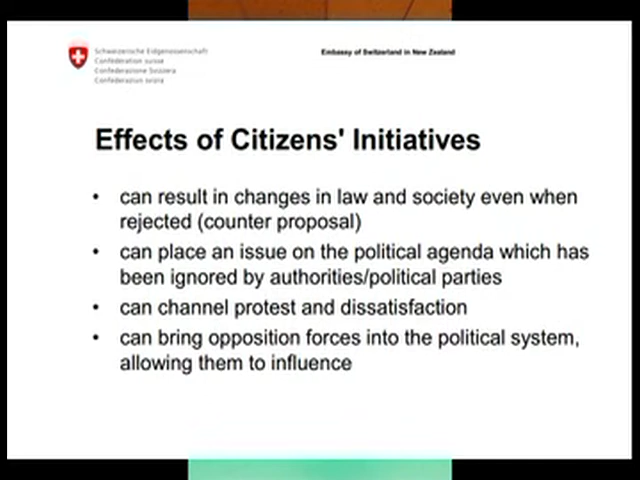 Schweizerische Eidgenossenschaft
Confédération suisse
Confederazione Svizzera
Confederaziun svizra
Embassy of Switzerland in New Zealand
Effects of Citizens' Initiatives
• can result in changes in law and society even when
rejected (counter proposal)
• can place an issue on the political agenda which has
been ignored by authorities/political parties
• can channel protest and dissatisfaction
• can bring opposition forces into the political system,
allowing them to influence